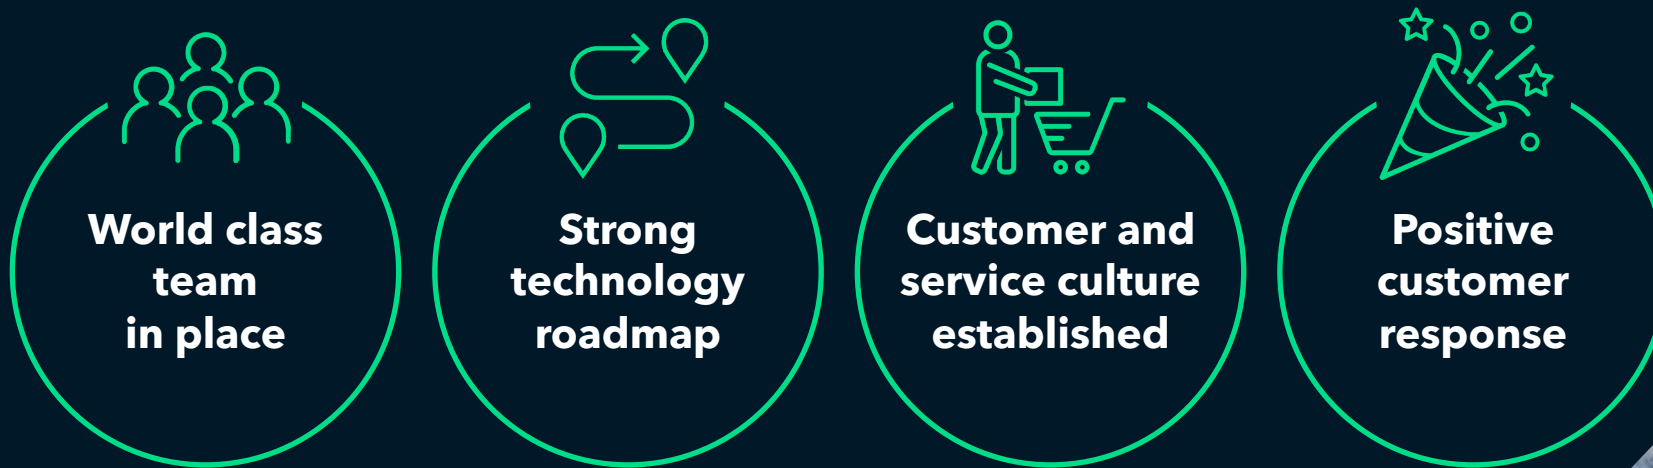 World class
team
in place
Strong
technology
roadmap
Customer and
service culture
established
Positive
customer
response